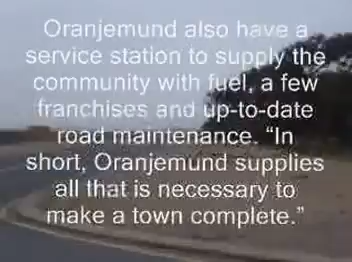 Oranjemund also have a
service station to supply the
community with fuel, a few
franchises and up-to-date
road maintenance. “In
short, Oranjemund supplies
all that is necessary to
make a town complete.”